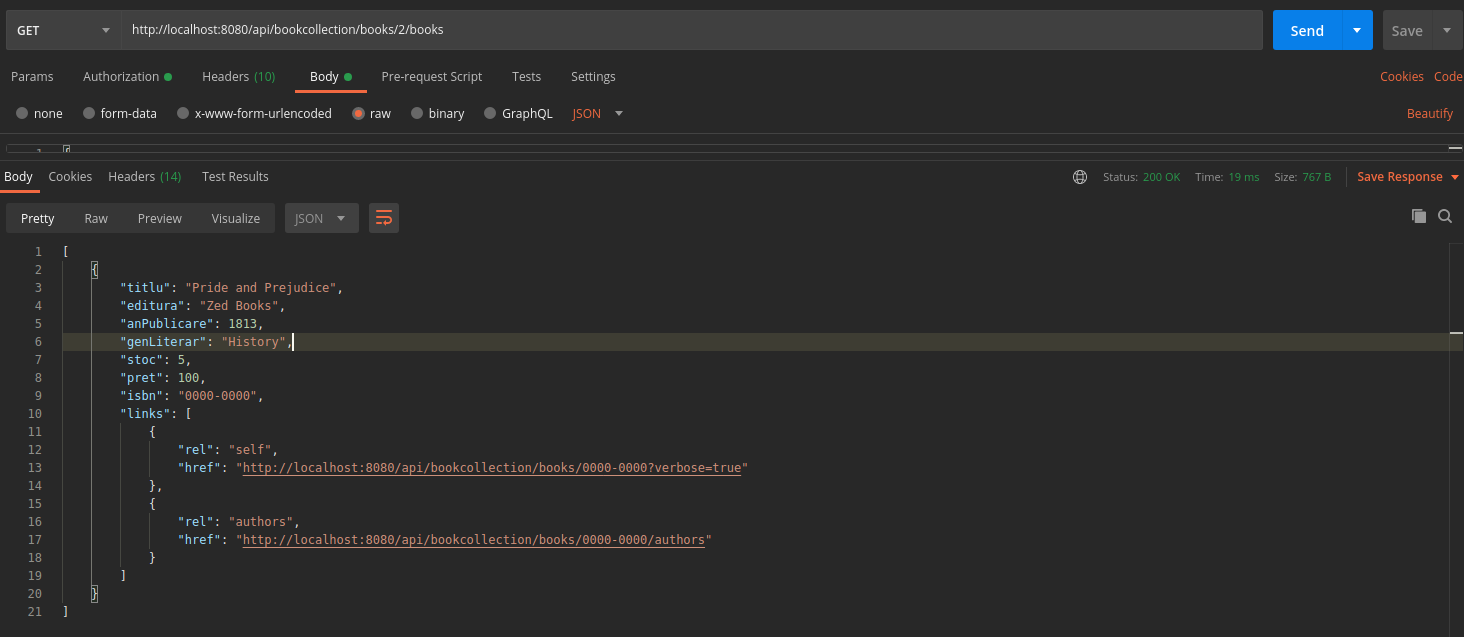 GET http://localhost:8080/api/bookcollection/books/2/books Send Save
Params Authorization Headers (10) Body Pre-request Script Tests Settings Cookies Code
none form-data x-www-form-urlencoded raw binary GraphQL JSON Beautify
Body Cookies Headers (14) Test Results Status: 200 OK Time: 19 ms Size: 767 B Save Response
Pretty Raw Preview Visualize JSON
1 [
2 {
3 "titlu": "Pride and Prejudice",
4 "editura": "Zed Books",
5 "anPublicare": 1813,
6 "genLiterar": "History",
7 "stoc": 5,
8 "pret": 100,
9 "isbn": "0000-0000",
10 "links": [
11 {
12 "rel": "self",
13 "href": "http://localhost:8080/api/bookcollection/books/0000-0000?verbose=true"
14 },
15 {
16 "rel": "authors",
17 "href": "http://localhost:8080/api/bookcollection/books/0000-0000/authors"
18 }
19 ]
20 }
21 ]